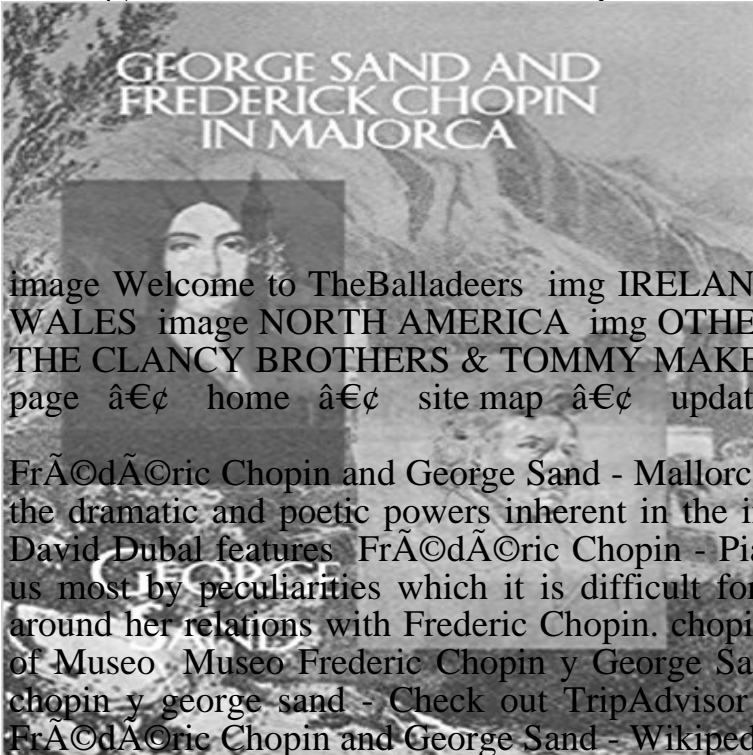 GEORGE SAND AND
FREDERICK CHOPIN
IN MAJORCA
image Welcome to TheBalladeers img IRELAN
WALES image NORTH AMERICA img OTHE
THE CLANCY BROTHERS & TOMMY MAKE
page â€¢ home â€¢ site map â€¢ updat
FrÃ©dÃ©ric Chopin and George Sand - Mallorc
the dramatic and poetic powers inherent in the i
David Dubal features FrÃ©dÃ©ric Chopin - Pia
us most by peculiarities which it is difficult for
GEORGE
around her relations with Frederic Chopin. chopi
SAND
of Museo Museo Frederic Chopin y George Sa
chopin y george sand - Check out TripAdvisor
FrÃ©dÃ©ric Chopin and George Sand - Wikipec